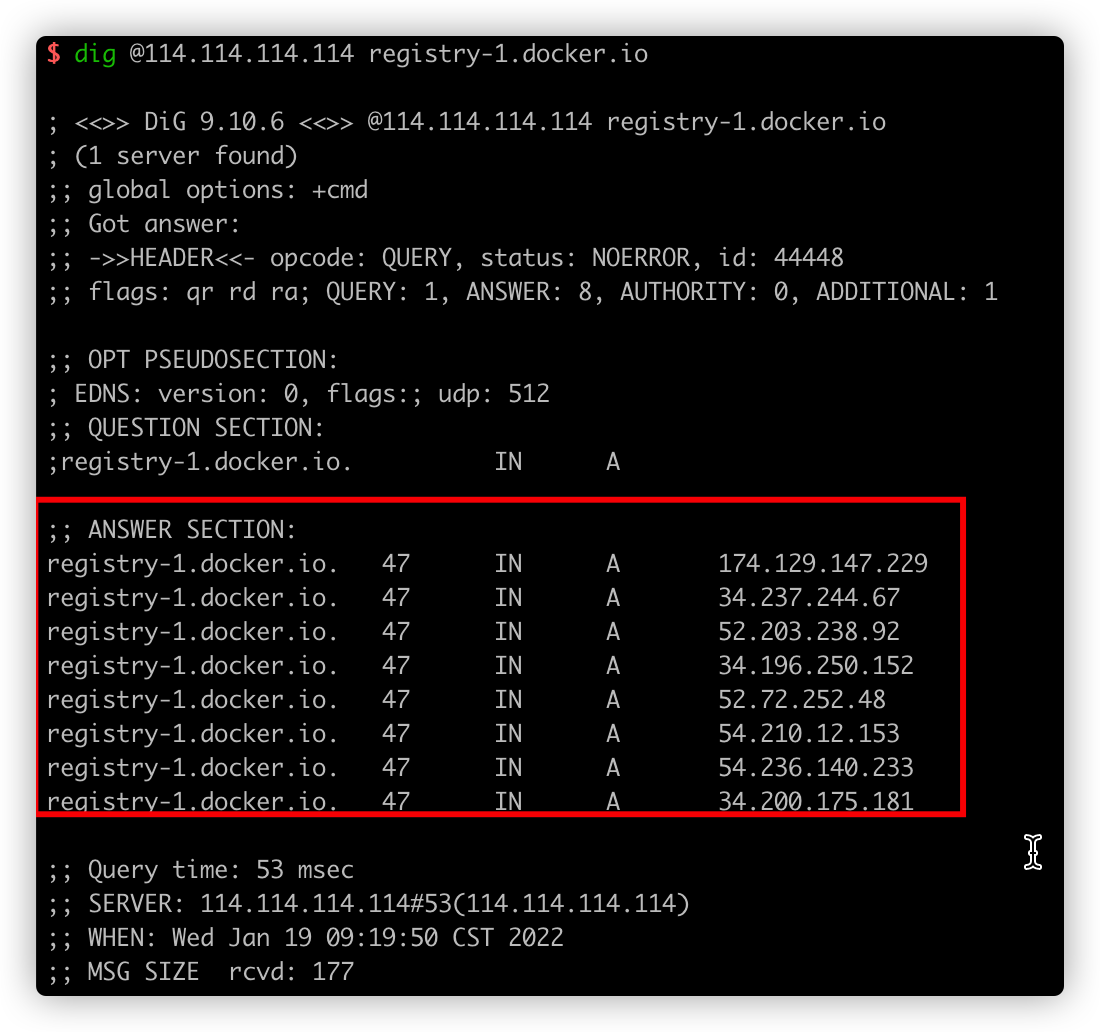 $ dig @114.114.114.114 registry-1.docker.io
; <<>> DiG 9.10.6 <<>> @114.114.114.114 registry-1.docker.io
; (1 server found)
;; global options: +cmd
;; Got answer:
;; ->>HEADER<<- opcode: QUERY, status: NOERROR, id: 44448
;; flags: qr rd ra; QUERY: 1, ANSWER: 8, AUTHORITY: 0, ADDITIONAL: 1
;; OPT PSEUDOSECTION:
; EDNS: version: 0, flags:; udp: 512
;; QUESTION SECTION:
;registry-1.docker.io. IN A
;; ANSWER SECTION:
registry-1.docker.io. 47 IN A 174.129.147.229
registry-1.docker.io. 47 IN A 34.237.244.67
registry-1.docker.io. 47 IN A 52.203.238.92
registry-1.docker.io. 47 IN A 34.196.250.152
registry-1.docker.io. 47 IN A 52.72.252.48
registry-1.docker.io. 47 IN A 54.210.12.153
registry-1.docker.io. 47 IN A 54.236.140.233
registry-1.docker.io. 47 IN A 34.200.175.181
;; Query time: 53 msec
;; SERVER: 114.114.114.114#53(114.114.114.114)
;; WHEN: Wed Jan 19 09:19:50 CST 2022
;; MSG SIZE rcvd: 177